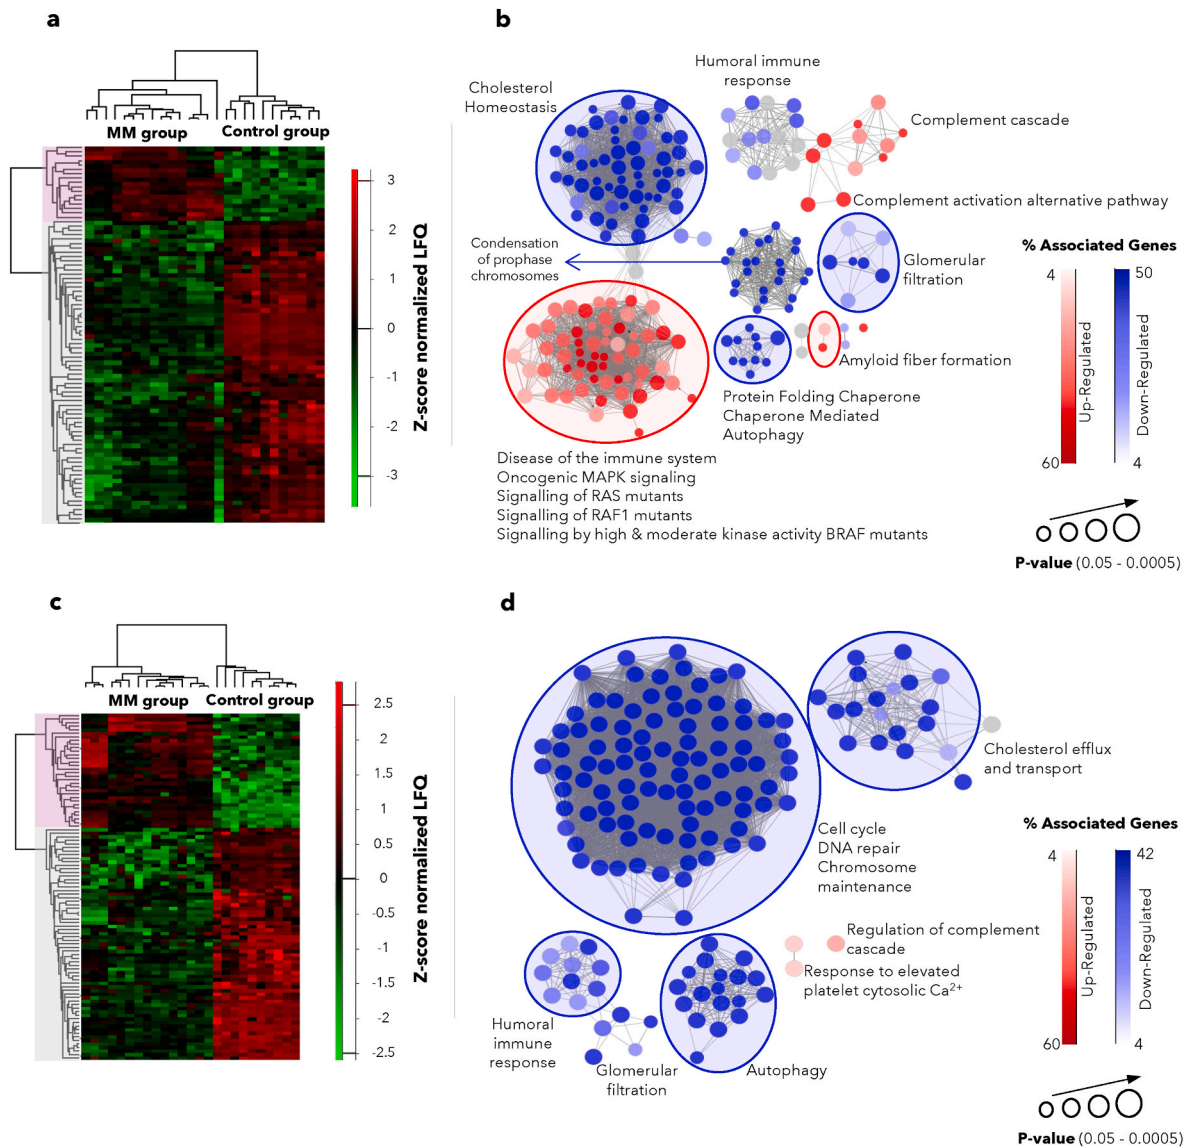 a
MM group
Control group
3
2
1
0
-1
-2
-3
Z-score normalized LFQ
b
Cholesterol
Homeostasis
Humoral immune
response
Complement cascade
Complement activation alternative pathway
Condensation
of prophase
chromosomes
Glomerular
filtration
Amyloid fiber formation
Protein Folding Chaperone
Chaperone Mediated
Autophagy
Disease of the immune system
Oncogenic MAPK signaling
Signalling of RAS mutants
Signalling of RAF1 mutants
Signalling by high & moderate kinase activity BRAF mutants
% Associated Genes
4
60
Up-Regulated
50
4
Down-Regulated
P-value (0.05 - 0.0005)
c
MM group
Control group
2.5
2
1.5
1
0.5
0
-0.5
-1
-1.5
-2
-2.5
Z-score normalized LFQ
d
Cholesterol efflux
and transport
Cell cycle
DNA repair
Chromosome
maintenance
Regulation of complement
cascade
Response to elevated
platelet cytosolic Ca²⁺
Humoral
immune
response
Glomerular
filtration
Autophagy
% Associated Genes
4
60
Up-Regulated
42
4
Down-Regulated
P-value (0.05 - 0.0005)